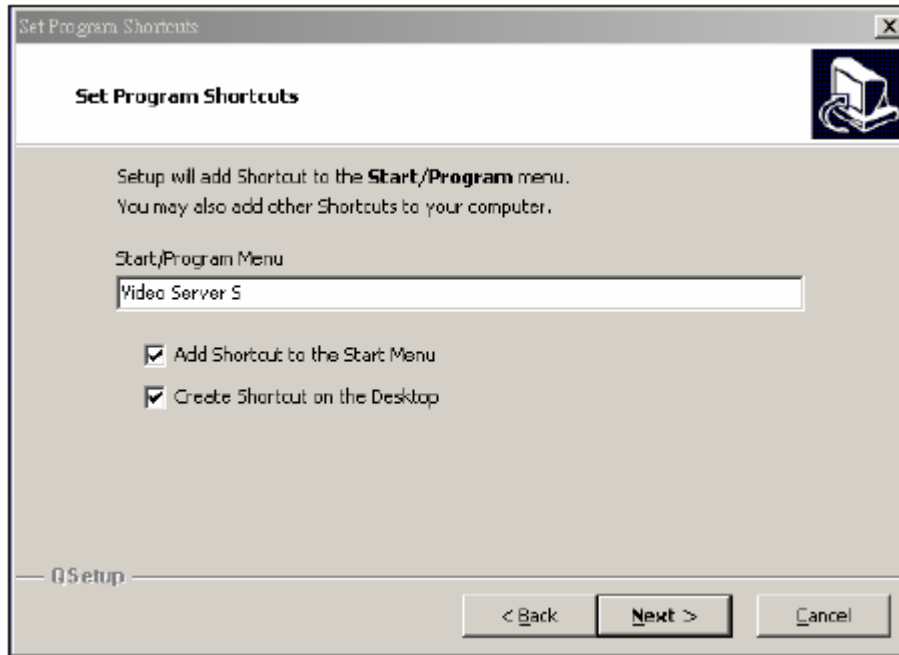 Set Program Shortcuts
Set Program Shortcuts
Setup will add Shortcut to the Start/Program menu.
You may also add other Shortcuts to your computer.
Start/Program Menu
Video Server S
Add Shortcut to the Start Menu
Create Shortcut on the Desktop
QSetup
< Back Next > Cancel